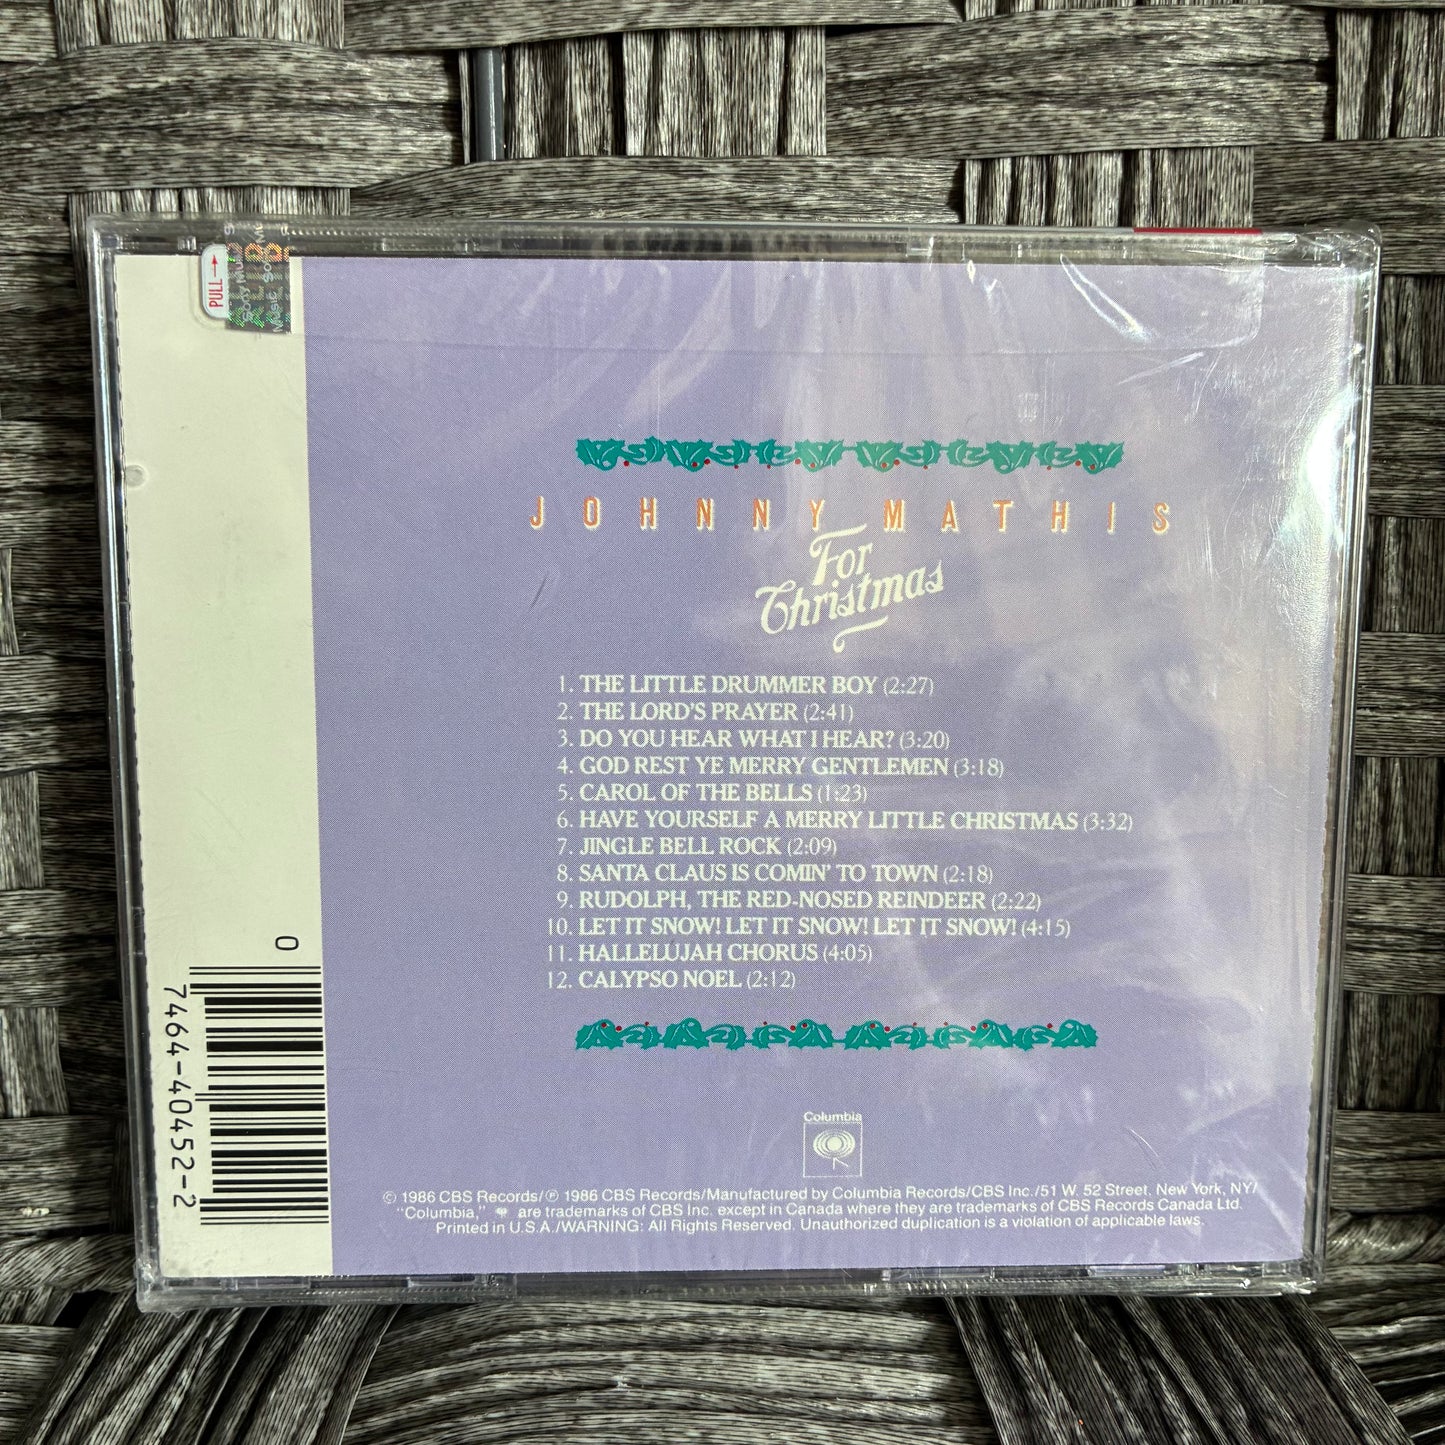 PULL→
Sony Mus
Music So
JOHNNY MATHIS
For
Christmas
1. THE LITTLE DRUMMER BOY (2:27)
2. THE LORD'S PRAYER (2:41)
3. DO YOU HEAR WHAT I HEAR? (3:20)
4. GOD REST YE MERRY GENTLEMEN (3:18)
5. CAROL OF THE BELLS (1:23)
6. HAVE YOURSELF A MERRY LITTLE CHRISTMAS (3:32)
7. JINGLE BELL ROCK (2:09)
8. SANTA CLAUS IS COMIN' TO TOWN (2:18)
9. RUDOLPH, THE RED-NOSED REINDEER (2:22)
10. LET IT SNOW! LET IT SNOW! LET IT SNOW! (4:15)
11. HALLELUJAH CHORUS (4:05)
12. CALYPSO NOEL (2:12)
0
7464-40452-2
Columbia
© 1986 CBS Records/℗ 1986 CBS Records/Manufactured by Columbia Records/CBS Inc./51 W. 52 Street, New York, NY/
"Columbia," are trademarks of CBS Inc. except in Canada where they are trademarks of CBS Records Canada Ltd.
Printed in U.S.A./WARNING: All Rights Reserved. Unauthorized duplication is a violation of applicable laws.